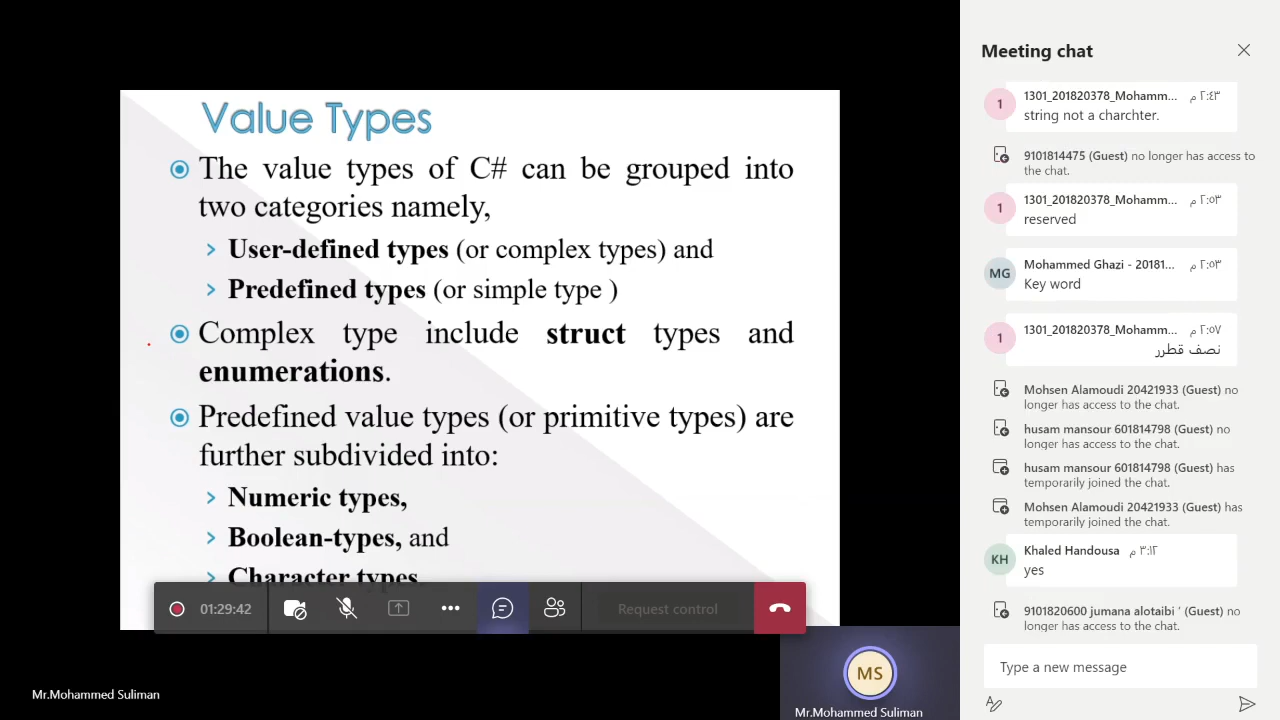 Value Types
The value types of C# can be grouped into
two categories namely,
User-defined types (or complex types) and
Predefined types (or simple type )
Complex type include struct types and
enumerations.
Predefined value types (or primitive types) are
further subdivided into:
Numeric types,
Boolean-types, and
Character types
01:29:42
Request control
Mr.Mohammed Suliman
MS
Mr.Mohammed Suliman
Meeting chat
1
1301_201820378_Mohamm... ٢:٤٣ م
string not a charchter.
9101814475 (Guest) no longer has access to
the chat.
1
1301_201820378_Mohamm... ٢:٥٣ م
reserved
MG
Mohammed Ghazi - 20181... ٢:٥٣ م
Key word
1
1301_201820378_Mohamm... ٢:٥٧ م
نصف قطرر
Mohsen Alamoudi 20421933 (Guest) no
longer has access to the chat.
husam mansour 601814798 (Guest) no
longer has access to the chat.
husam mansour 601814798 (Guest) has
temporarily joined the chat.
Mohsen Alamoudi 20421933 (Guest) has
temporarily joined the chat.
KH
Khaled Handousa ٣:١٢ م
yes
9101820600 jumana alotaibi ‘ (Guest) no
longer has access to the chat.
Type a new message